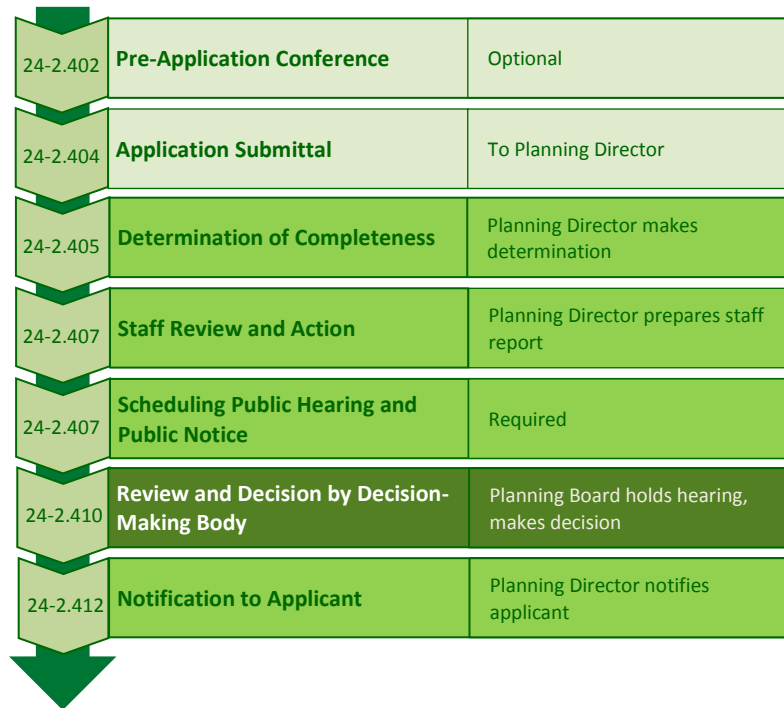 24-2.402
Pre-Application Conference
Optional
24-2.404
Application Submittal
To Planning Director
24-2.405
Determination of Completeness
Planning Director makes
determination
24-2.407
Staff Review and Action
Planning Director prepares staff
report
24-2.407
Scheduling Public Hearing and
Public Notice
Required
24-2.410
Review and Decision by Decision-
Making Body
Planning Board holds hearing,
makes decision
24-2.412
Notification to Applicant
Planning Director notifies
applicant